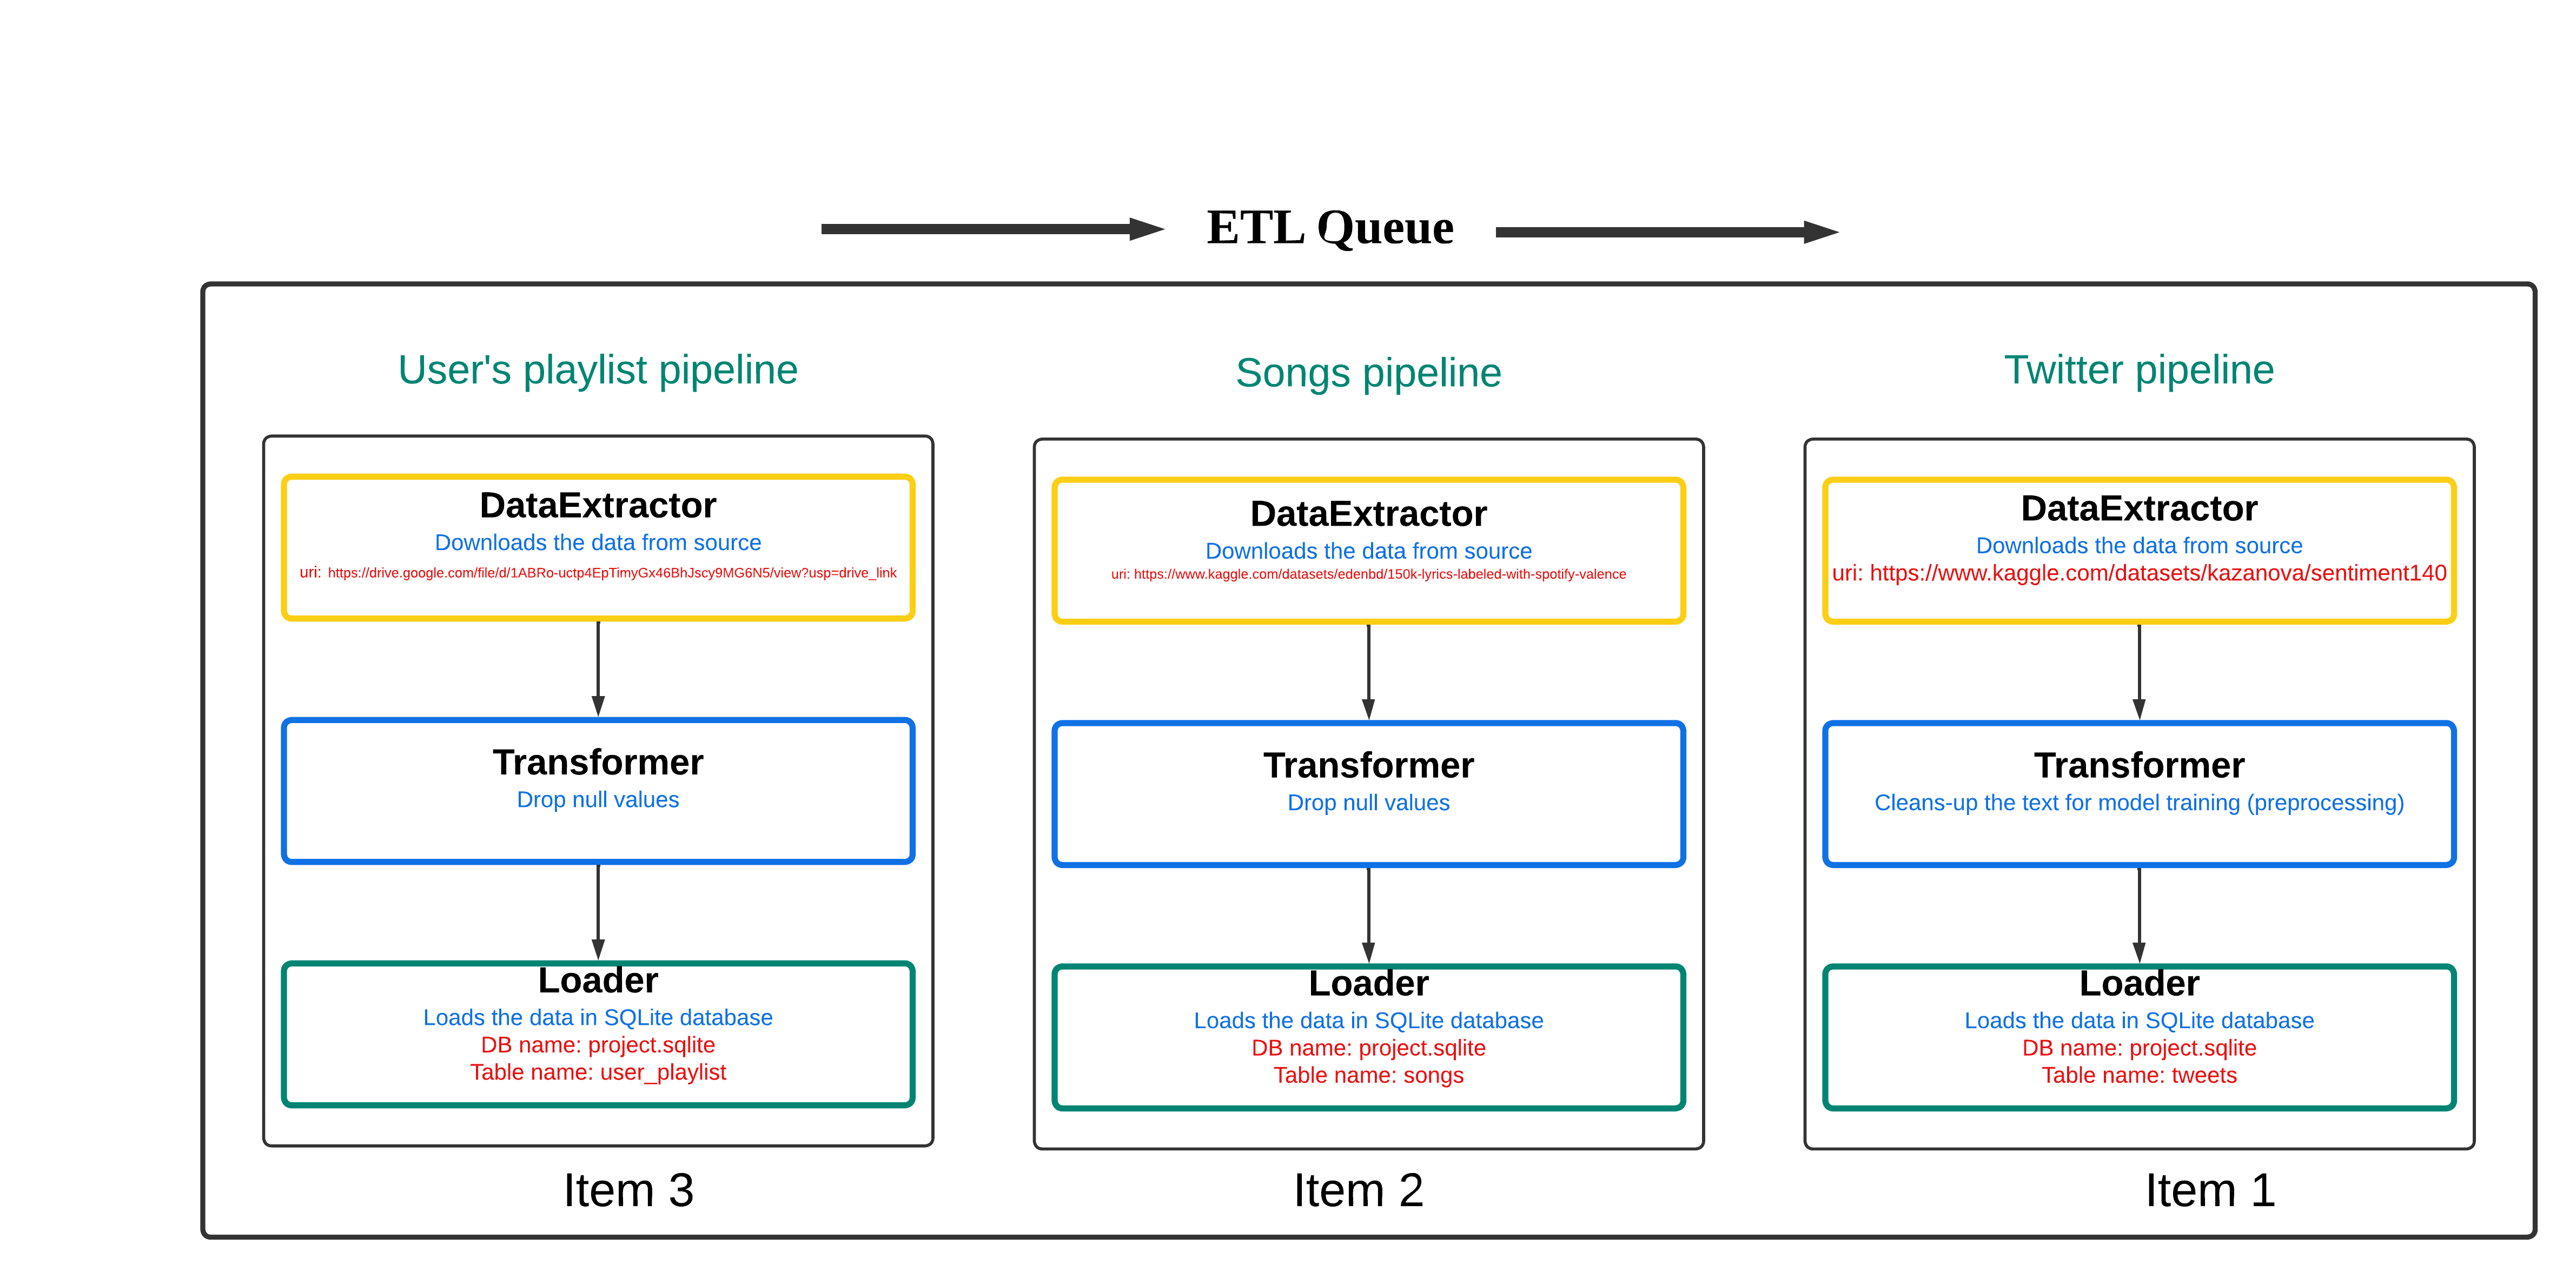 ETL Queue
User's playlist pipeline
DataExtractor
Downloads the data from source
uri: https://drive.google.com/file/d/1ABRo-uctp4EpTimyGx46BhJscy9MG6N5/view?usp=drive_link
Transformer
Drop null values
Loader
Loads the data in SQLite database
DB name: project.sqlite
Table name: user_playlist
Item 3
Songs pipeline
DataExtractor
Downloads the data from source
uri: https://www.kaggle.com/datasets/edenbd/150k-lyrics-labeled-with-spotify-valence
Transformer
Drop null values
Loader
Loads the data in SQLite database
DB name: project.sqlite
Table name: songs
Item 2
Twitter pipeline
DataExtractor
Downloads the data from source
uri: https://www.kaggle.com/datasets/kazanova/sentiment140
Transformer
Cleans-up the text for model training (preprocessing)
Loader
Loads the data in SQLite database
DB name: project.sqlite
Table name: tweets
Item 1